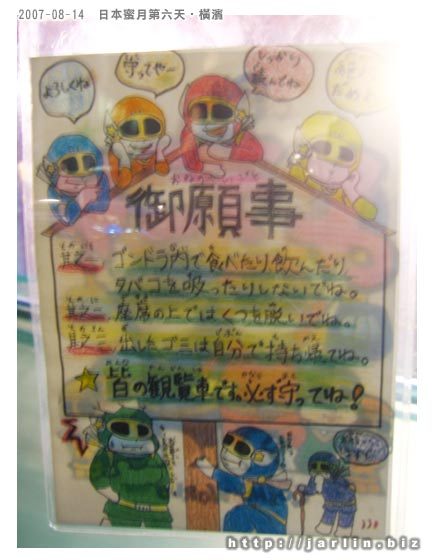 2007-08-14 日本蜜月第六天・橫濱
よろしくね
守ってや～
しっかり
読んでね
御願事
其之一、ゴンドラ内で食べたり飲んだり、
タバコを吸ったりしないでね。
其之二、座席の上ではくつを脱いでね。
其之三、出したゴミは自分で持ち帰ってね。
皆の観覧車です。必ず守ってね!
http://jarlin.biz